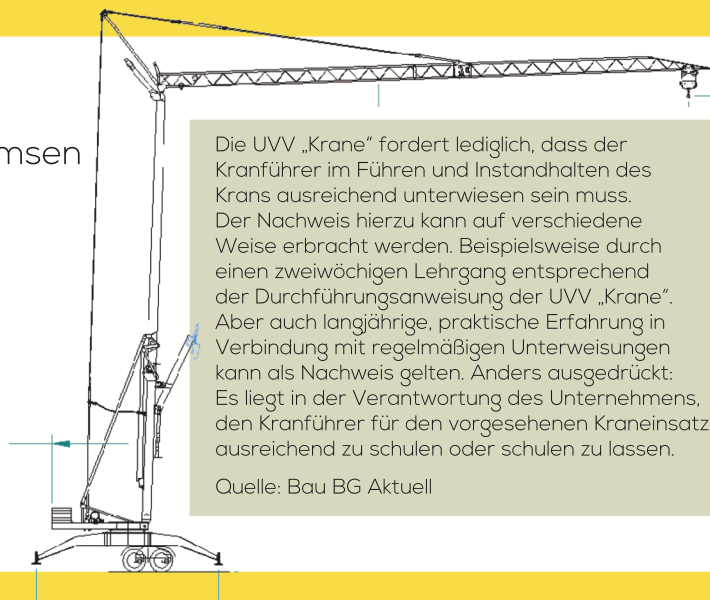 msen
Die UVV „Krane“ fordert lediglich, dass der
Kranführer im Führen und Instandhalten des
Krans ausreichend unterwiesen sein muss.
Der Nachweis hierzu kann auf verschiedene
Weise erbracht werden. Beispielsweise durch
einen zweiwöchigen Lehrgang entsprechend
der Durchführungsanweisung der UVV „Krane“.
Aber auch langjährige, praktische Erfahrung in
Verbindung mit regelmäßigen Unterweisungen
kann als Nachweis gelten. Anders ausgedrückt:
Es liegt in der Verantwortung des Unternehmens,
den Kranführer für den vorgesehenen Kraneinsatz
ausreichend zu schulen oder schulen zu lassen.
Quelle: Bau BG Aktuell